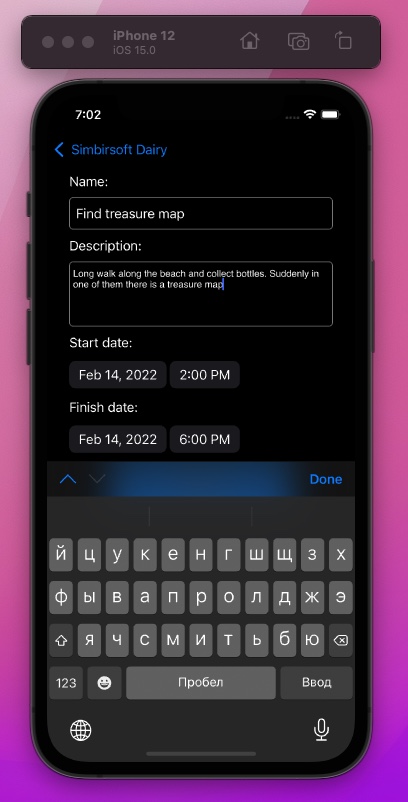 iPhone 12
iOS 15.0
7:02
Simbirsoft Dairy
Name:
Find treasure map
Description:
Long walk along the beach and collect bottles. Suddenly in
one of them there is a treasure map
Start date:
Feb 14, 2022 2:00 PM
Finish date:
Feb 14, 2022 6:00 PM
Done
й ц у к е н г ш щ з х
ф ы в а п р о л д ж э
я ч с м и т ь б ю
123 Пробел Ввод